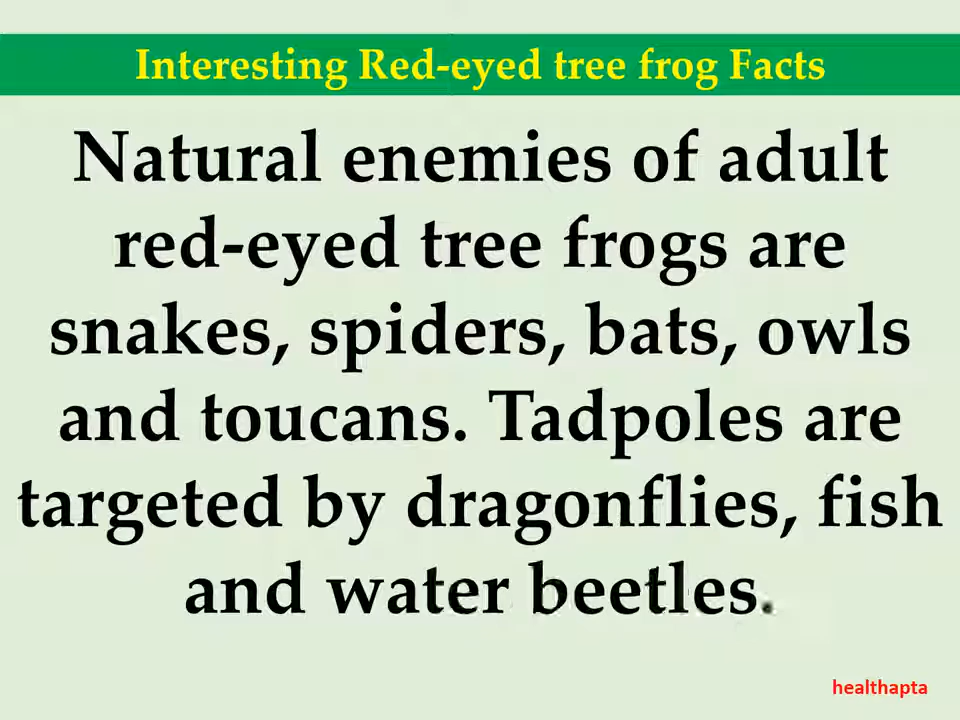 Interesting Red-eyed tree frog Facts
Natural enemies of adult
red-eyed tree frogs are
snakes, spiders, bats, owls
and toucans. Tadpoles are
targeted by dragonflies, fish
and water beetles.
healthapta